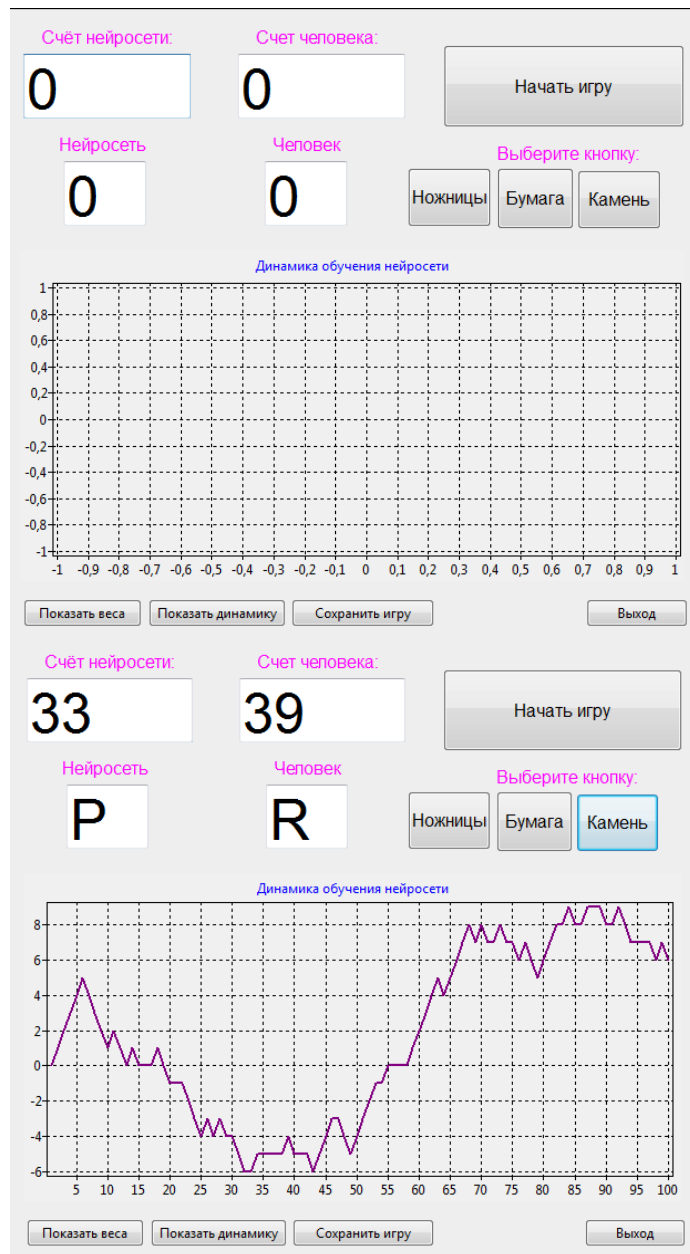 Счёт нейросети: Счет человека:
0 0 Начать игру
Нейросеть Человек Выберите кнопку:
0 0 Ножницы Бумага Камень
Динамика обучения нейросети
1
0,8
0,6
0,4
0,2
0
-0,2
-0,4
-0,6
-0,8
-1
-1 -0,9 -0,8 -0,7 -0,6 -0,5 -0,4 -0,3 -0,2 -0,1 0 0,1 0,2 0,3 0,4 0,5 0,6 0,7 0,8 0,9 1
Показать веса Показать динамику Сохранить игру Выход
Счёт нейросети: Счет человека:
33 39 Начать игру
Нейросеть Человек Выберите кнопку:
P R Ножницы Бумага Камень
Динамика обучения нейросети
8
6
4
2
0
-2
-4
-6
5 10 15 20 25 30 35 40 45 50 55 60 65 70 75 80 85 90 95 100
Показать веса Показать динамику Сохранить игру Выход